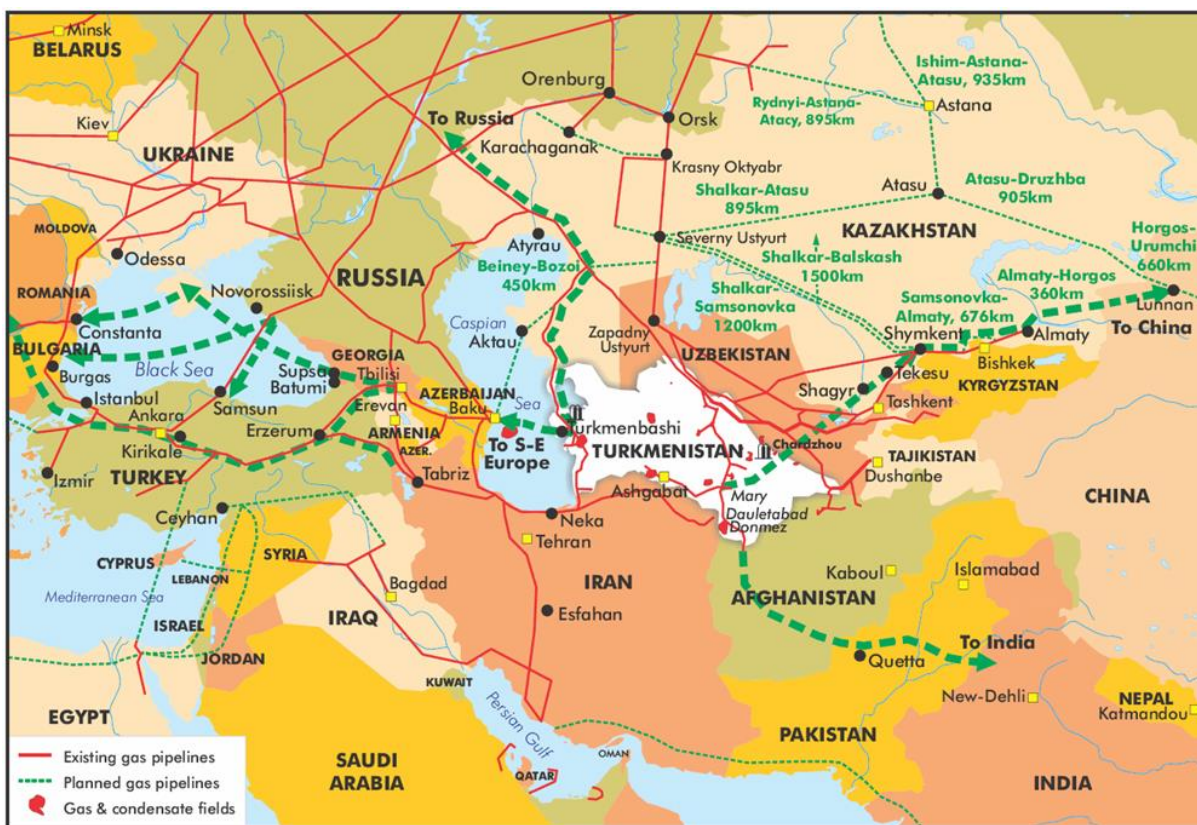 Minsk
BELARUS
Kiev
UKRAINE
MOLDOVA
Odessa
ROMANIA
Constanta
BULGARIA
Burgas
Istanbul
Black Sea
Novorossiisk
RUSSIA
Orenburg
To Russia
Karachaganak
Orsk
Krasny Oktyabr
Ishim-Astana-
Atasu, 935km
Rydnyi-Astana-
Atacy, 895km
Astana
Shalkar-Atasu
895km
Atasu
Atasu-Druzhba
905km
KAZAKHSTAN
Severny Ustyurt
Shalkar-Balskash
1500km
Horgos-
Urumchi
660km
Almaty-Horgos
360km
Luhnan
To China
Atyrau
Beiney-Bozoi
450km
Shalkar-
Samsonovka
1200km
Samsonovka-
Almaty, 676km
Shymkent
Almaty
Bishkek
KYRGYZSTAN
Caspian
Sea
Aktau
Zapadny
Ustyurt
UZBEKISTAN
Shagyr
Tekesu
Tashkent
GEORGIA
Tbilisi
Supsa
Batumi
AZERBAIJAN
Baku
Erevan
ARMENIA
AZER.
To S-E
Europe
Turkmenbashi
TURKMENISTAN
Chardzhou
TAJIKISTAN
Dushanbe
Ashgabat
Mary
Dauletabad
Donmez
Samsun
Ankara
Kirikale
Erzerum
TURKEY
Izmir
Tabriz
Neka
Tehran
CHINA
Ceyhan
CYPRUS
SYRIA
LEBANON
Mediterranean Sea
ISRAEL
JORDAN
Bagdad
IRAQ
IRAN
Esfahan
Kaboul
AFGHANISTAN
Islamabad
To India
Quetta
New-Dehli
NEPAL
Katmandou
KUWAIT
Persian Gulf
PAKISTAN
EGYPT
SAUDI
ARABIA
QATAR
OMAN
INDIA
Existing gas pipelines
Planned gas pipelines
Gas & condensate fields